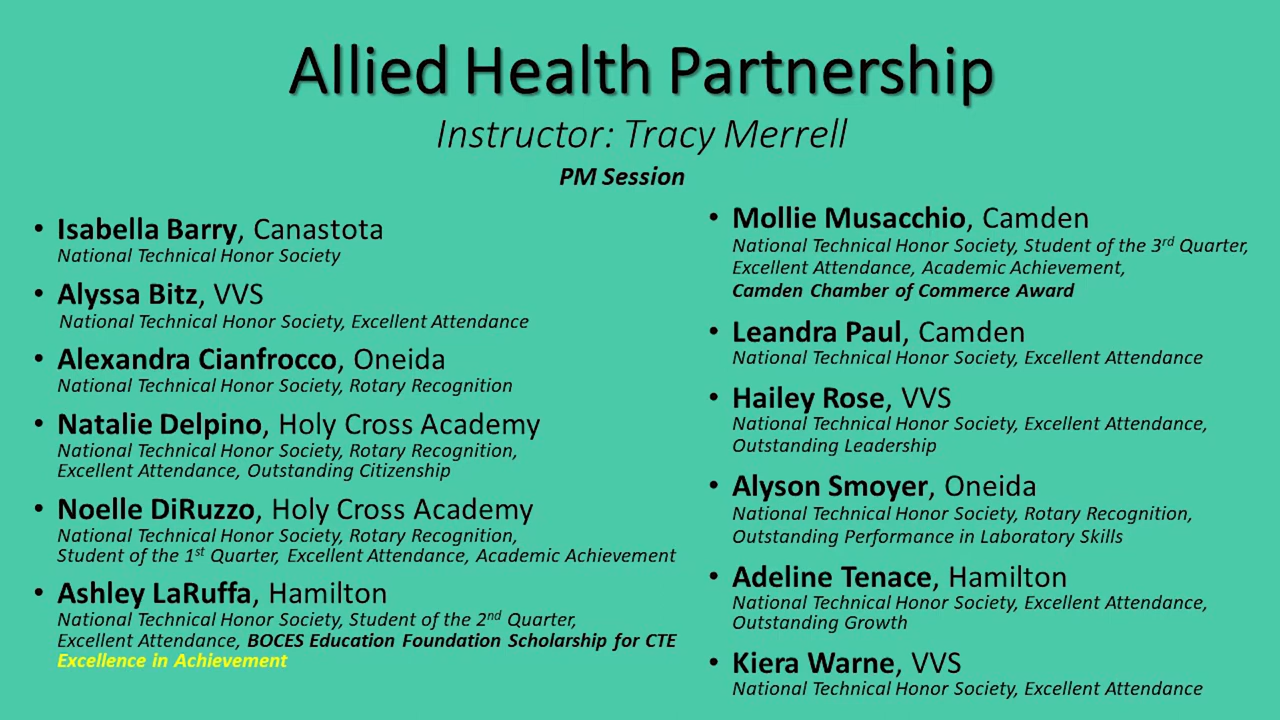 Allied Health Partnership
Instructor: Tracy Merrell
PM Session
• Isabella Barry, Canastota
National Technical Honor Society
• Alyssa Bitz, VVS
National Technical Honor Society, Excellent Attendance
• Alexandra Cianfrocco, Oneida
National Technical Honor Society, Rotary Recognition
• Natalie Delpino, Holy Cross Academy
National Technical Honor Society, Rotary Recognition,
Excellent Attendance, Outstanding Citizenship
• Noelle DiRuzzo, Holy Cross Academy
National Technical Honor Society, Rotary Recognition,
Student of the 1st Quarter, Excellent Attendance, Academic Achievement
• Ashley LaRuffa, Hamilton
National Technical Honor Society, Student of the 2nd Quarter,
Excellent Attendance, BOCES Education Foundation Scholarship for CTE
Excellence in Achievement
• Mollie Musacchio, Camden
National Technical Honor Society, Student of the 3rd Quarter,
Excellent Attendance, Academic Achievement,
Camden Chamber of Commerce Award
• Leandra Paul, Camden
National Technical Honor Society, Excellent Attendance
• Hailey Rose, VVS
National Technical Honor Society, Excellent Attendance,
Outstanding Leadership
• Alyson Smoyer, Oneida
National Technical Honor Society, Rotary Recognition,
Outstanding Performance in Laboratory Skills
• Adeline Tenace, Hamilton
National Technical Honor Society, Excellent Attendance,
Outstanding Growth
• Kiera Warne, VVS
National Technical Honor Society, Excellent Attendance